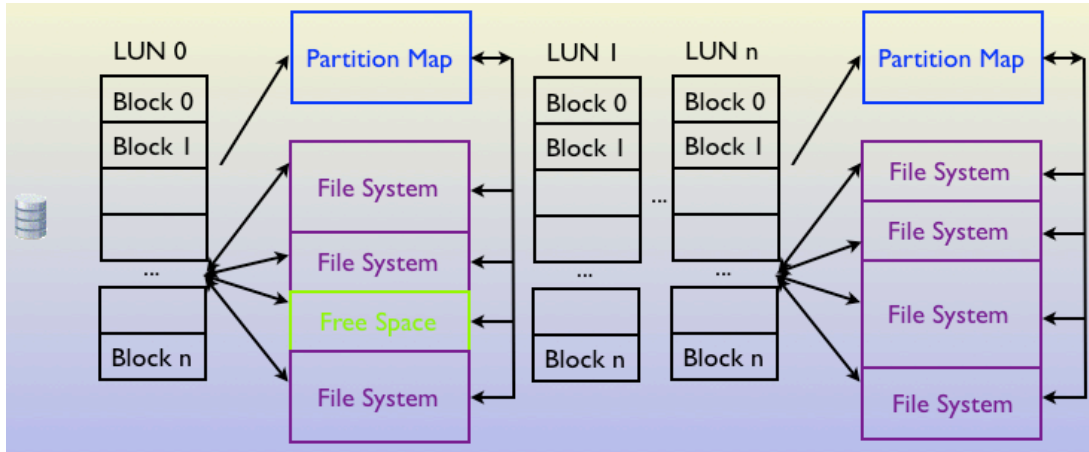 LUN 0
Block 0
Block 1
...
Block n
Partition Map
File System
File System
Free Space
File System
LUN 1
Block 0
Block 1
...
Block n
...
LUN n
Block 0
Block 1
...
Block n
Partition Map
File System
File System
File System
File System